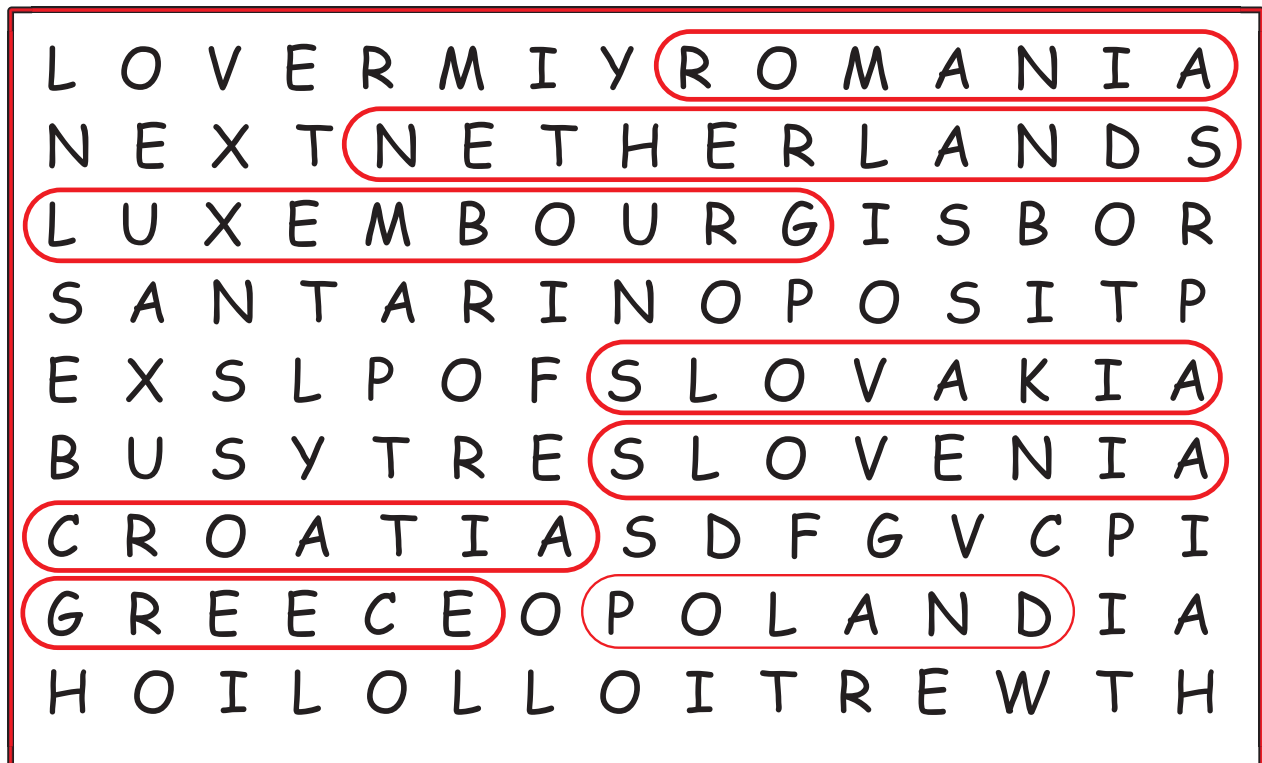 L O V E R M I Y R O M A N I A
N E X T N E T H E R L A N D S
L U X E M B O U R G I S B O R
S A N T A R I N O P O S I T P
E X S L P O F S L O V A K I A
B U S Y T R E S L O V E N I A
C R O A T I A S D F G V C P I
G R E E C E O P O L A N D I A
H O I L O L L O I T R E W T H